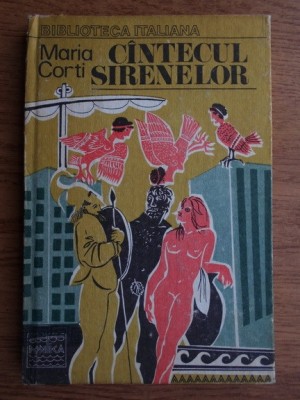 BIBLIOTECA ITALIANA
Maria
Corti
CÎNTECUL
SIRENELOR